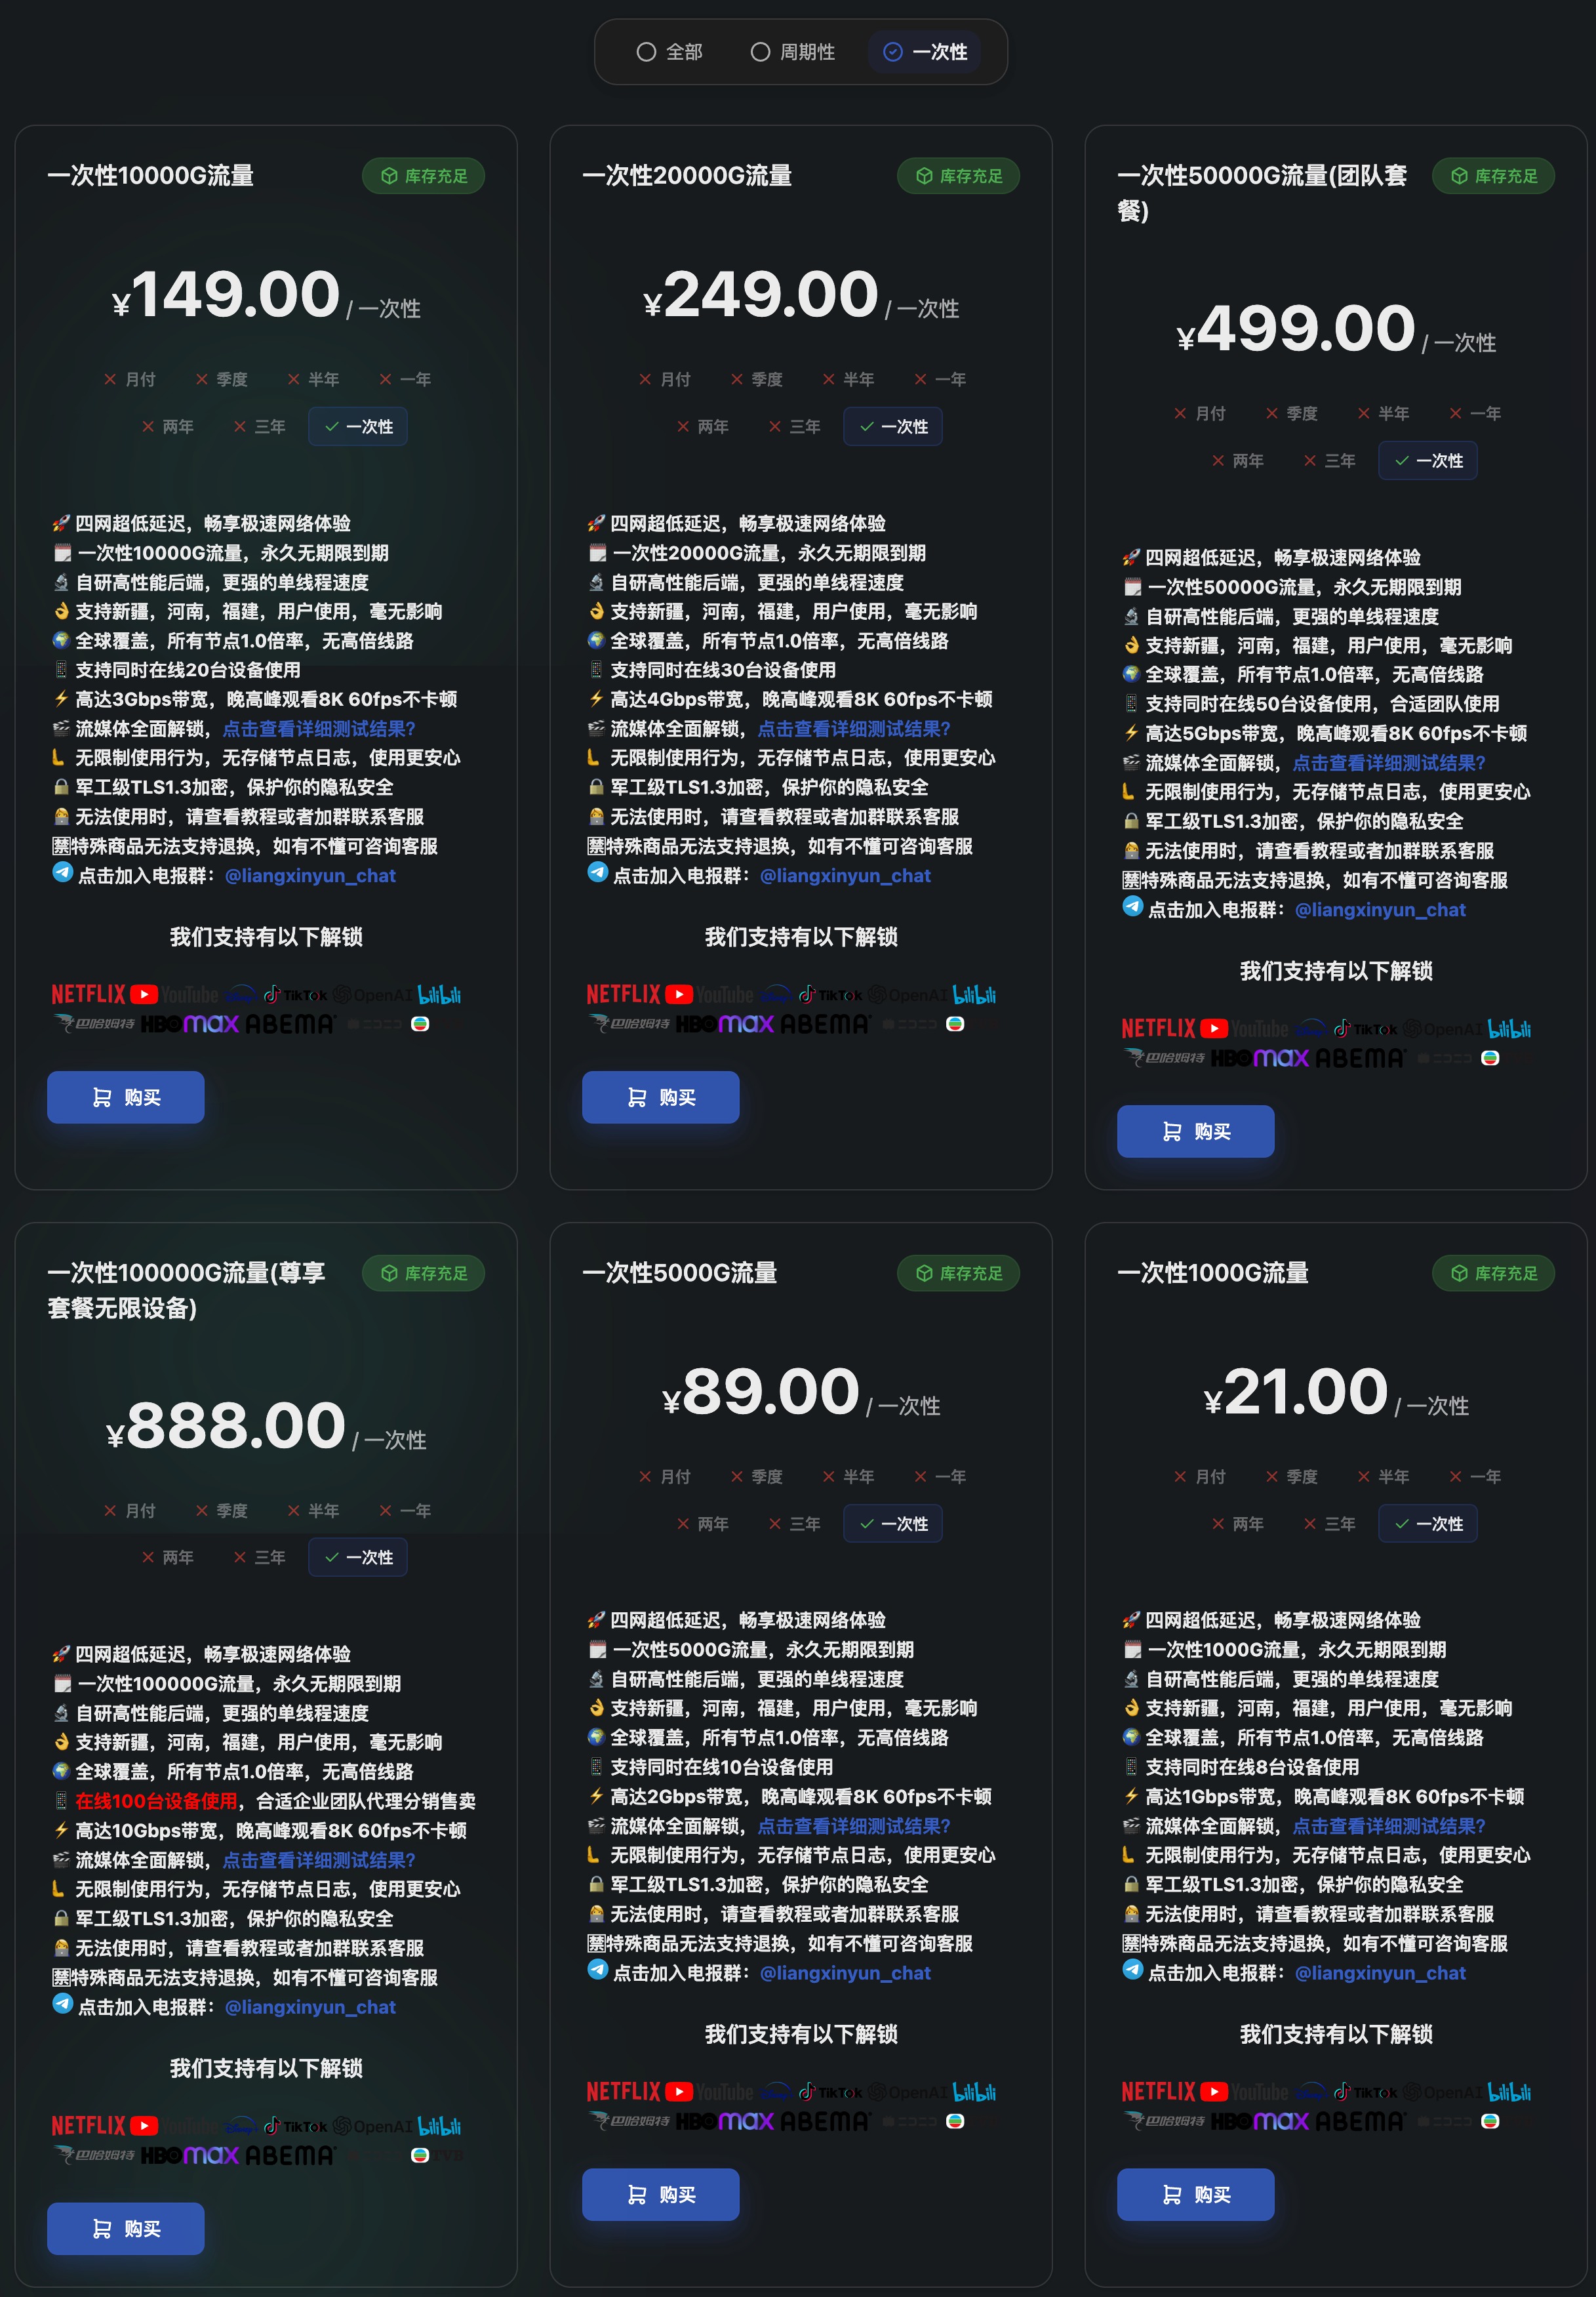 全部 周期性 一次性
一次性10000G流量
库存充足
¥149.00 / 一次性
月付 季度 半年 一年
两年 三年 一次性
🚀 四网超低延迟，畅享极速网络体验
🗓️ 一次性10000G流量，永久无期限到期
🔬 自研高性能后端，更强的单线程速度
👌 支持新疆，河南，福建，用户使用，毫无影响
🌍 全球覆盖，所有节点1.0倍率，无高倍线路
📱 支持同时在线20台设备使用
⚡ 高达3Gbps带宽，晚高峰观看8K 60fps不卡顿
🎬 流媒体全面解锁，点击查看详细测试结果?
无限制使用行为，无存储节点日志，使用更安心
🔒 军工级TLS1.3加密，保护你的隐私安全
无法使用时，请查看教程或者加群联系客服
🈲特殊商品无法支持退换，如有不懂可咨询客服
点击加入电报群：@liangxinyun_chat
我们支持有以下解锁
NETFLIX YouTube Disney+ TikTok OpenAI bilibili
巴哈姆特 HBOmax ABEMA ニコニコ
购买
一次性20000G流量
库存充足
¥249.00 / 一次性
月付 季度 半年 一年
两年 三年 一次性
🚀 四网超低延迟，畅享极速网络体验
🗓️ 一次性20000G流量，永久无期限到期
🔬 自研高性能后端，更强的单线程速度
👌 支持新疆，河南，福建，用户使用，毫无影响
🌍 全球覆盖，所有节点1.0倍率，无高倍线路
📱 支持同时在线30台设备使用
⚡ 高达4Gbps带宽，晚高峰观看8K 60fps不卡顿
🎬 流媒体全面解锁，点击查看详细测试结果?
无限制使用行为，无存储节点日志，使用更安心
🔒 军工级TLS1.3加密，保护你的隐私安全
无法使用时，请查看教程或者加群联系客服
🈲特殊商品无法支持退换，如有不懂可咨询客服
点击加入电报群：@liangxinyun_chat
我们支持有以下解锁
NETFLIX YouTube Disney+ TikTok OpenAI bilibili
巴哈姆特 HBOmax ABEMA ニコニコ
购买
一次性50000G流量(团队套
餐)
库存充足
¥499.00 / 一次性
月付 季度 半年 一年
两年 三年 一次性
🚀 四网超低延迟，畅享极速网络体验
🗓️ 一次性50000G流量，永久无期限到期
🔬 自研高性能后端，更强的单线程速度
👌 支持新疆，河南，福建，用户使用，毫无影响
🌍 全球覆盖，所有节点1.0倍率，无高倍线路
📱 支持同时在线50台设备使用，合适团队使用
⚡ 高达5Gbps带宽，晚高峰观看8K 60fps不卡顿
🎬 流媒体全面解锁，点击查看详细测试结果?
无限制使用行为，无存储节点日志，使用更安心
🔒 军工级TLS1.3加密，保护你的隐私安全
无法使用时，请查看教程或者加群联系客服
🈲特殊商品无法支持退换，如有不懂可咨询客服
点击加入电报群：@liangxinyun_chat
我们支持有以下解锁
NETFLIX YouTube Disney+ TikTok OpenAI bilibili
巴哈姆特 HBOmax ABEMA ニコニコ
购买
一次性100000G流量(尊享
套餐无限设备)
库存充足
¥888.00 / 一次性
月付 季度 半年 一年
两年 三年 一次性
🚀 四网超低延迟，畅享极速网络体验
🗓️ 一次性100000G流量，永久无期限到期
🔬 自研高性能后端，更强的单线程速度
👌 支持新疆，河南，福建，用户使用，毫无影响
🌍 全球覆盖，所有节点1.0倍率，无高倍线路
📱 在线100台设备使用，合适企业团队代理分销售卖
⚡ 高达10Gbps带宽，晚高峰观看8K 60fps不卡顿
🎬 流媒体全面解锁，点击查看详细测试结果?
无限制使用行为，无存储节点日志，使用更安心
🔒 军工级TLS1.3加密，保护你的隐私安全
无法使用时，请查看教程或者加群联系客服
🈲特殊商品无法支持退换，如有不懂可咨询客服
点击加入电报群：@liangxinyun_chat
我们支持有以下解锁
NETFLIX YouTube Disney+ TikTok OpenAI bilibili
巴哈姆特 HBOmax ABEMA TVB
购买
一次性5000G流量
库存充足
¥89.00 / 一次性
月付 季度 半年 一年
两年 三年 一次性
🚀 四网超低延迟，畅享极速网络体验
🗓️ 一次性5000G流量，永久无期限到期
🔬 自研高性能后端，更强的单线程速度
👌 支持新疆，河南，福建，用户使用，毫无影响
🌍 全球覆盖，所有节点1.0倍率，无高倍线路
📱 支持同时在线10台设备使用
⚡ 高达2Gbps带宽，晚高峰观看8K 60fps不卡顿
🎬 流媒体全面解锁，点击查看详细测试结果?
无限制使用行为，无存储节点日志，使用更安心
🔒 军工级TLS1.3加密，保护你的隐私安全
无法使用时，请查看教程或者加群联系客服
🈲特殊商品无法支持退换，如有不懂可咨询客服
点击加入电报群：@liangxinyun_chat
我们支持有以下解锁
NETFLIX YouTube Disney+ TikTok OpenAI bilibili
巴哈姆特 HBOmax ABEMA ニコニコ
购买
一次性1000G流量
库存充足
¥21.00 / 一次性
月付 季度 半年 一年
两年 三年 一次性
🚀 四网超低延迟，畅享极速网络体验
🗓️ 一次性1000G流量，永久无期限到期
🔬 自研高性能后端，更强的单线程速度
👌 支持新疆，河南，福建，用户使用，毫无影响
🌍 全球覆盖，所有节点1.0倍率，无高倍线路
📱 支持同时在线8台设备使用
⚡ 高达1Gbps带宽，晚高峰观看8K 60fps不卡顿
🎬 流媒体全面解锁，点击查看详细测试结果?
无限制使用行为，无存储节点日志，使用更安心
🔒 军工级TLS1.3加密，保护你的隐私安全
无法使用时，请查看教程或者加群联系客服
🈲特殊商品无法支持退换，如有不懂可咨询客服
点击加入电报群：@liangxinyun_chat
我们支持有以下解锁
NETFLIX YouTube Disney+ TikTok OpenAI bilibili
巴哈姆特 HBOmax ABEMA ニコニコ
购买